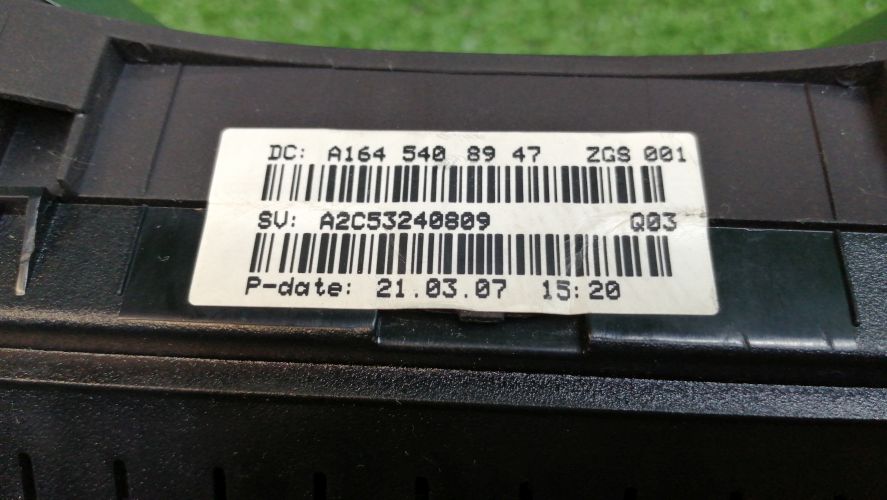 DC: A164 540 89 47 ZGS 001
SV: A2C53240809 Q03
P-date: 21.03.07 15:20